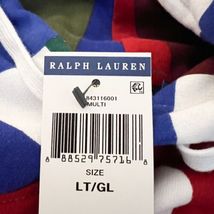 RALPH LAUREN
843116001
MULTI
8 88529 75716 8
SIZE
LT/GL